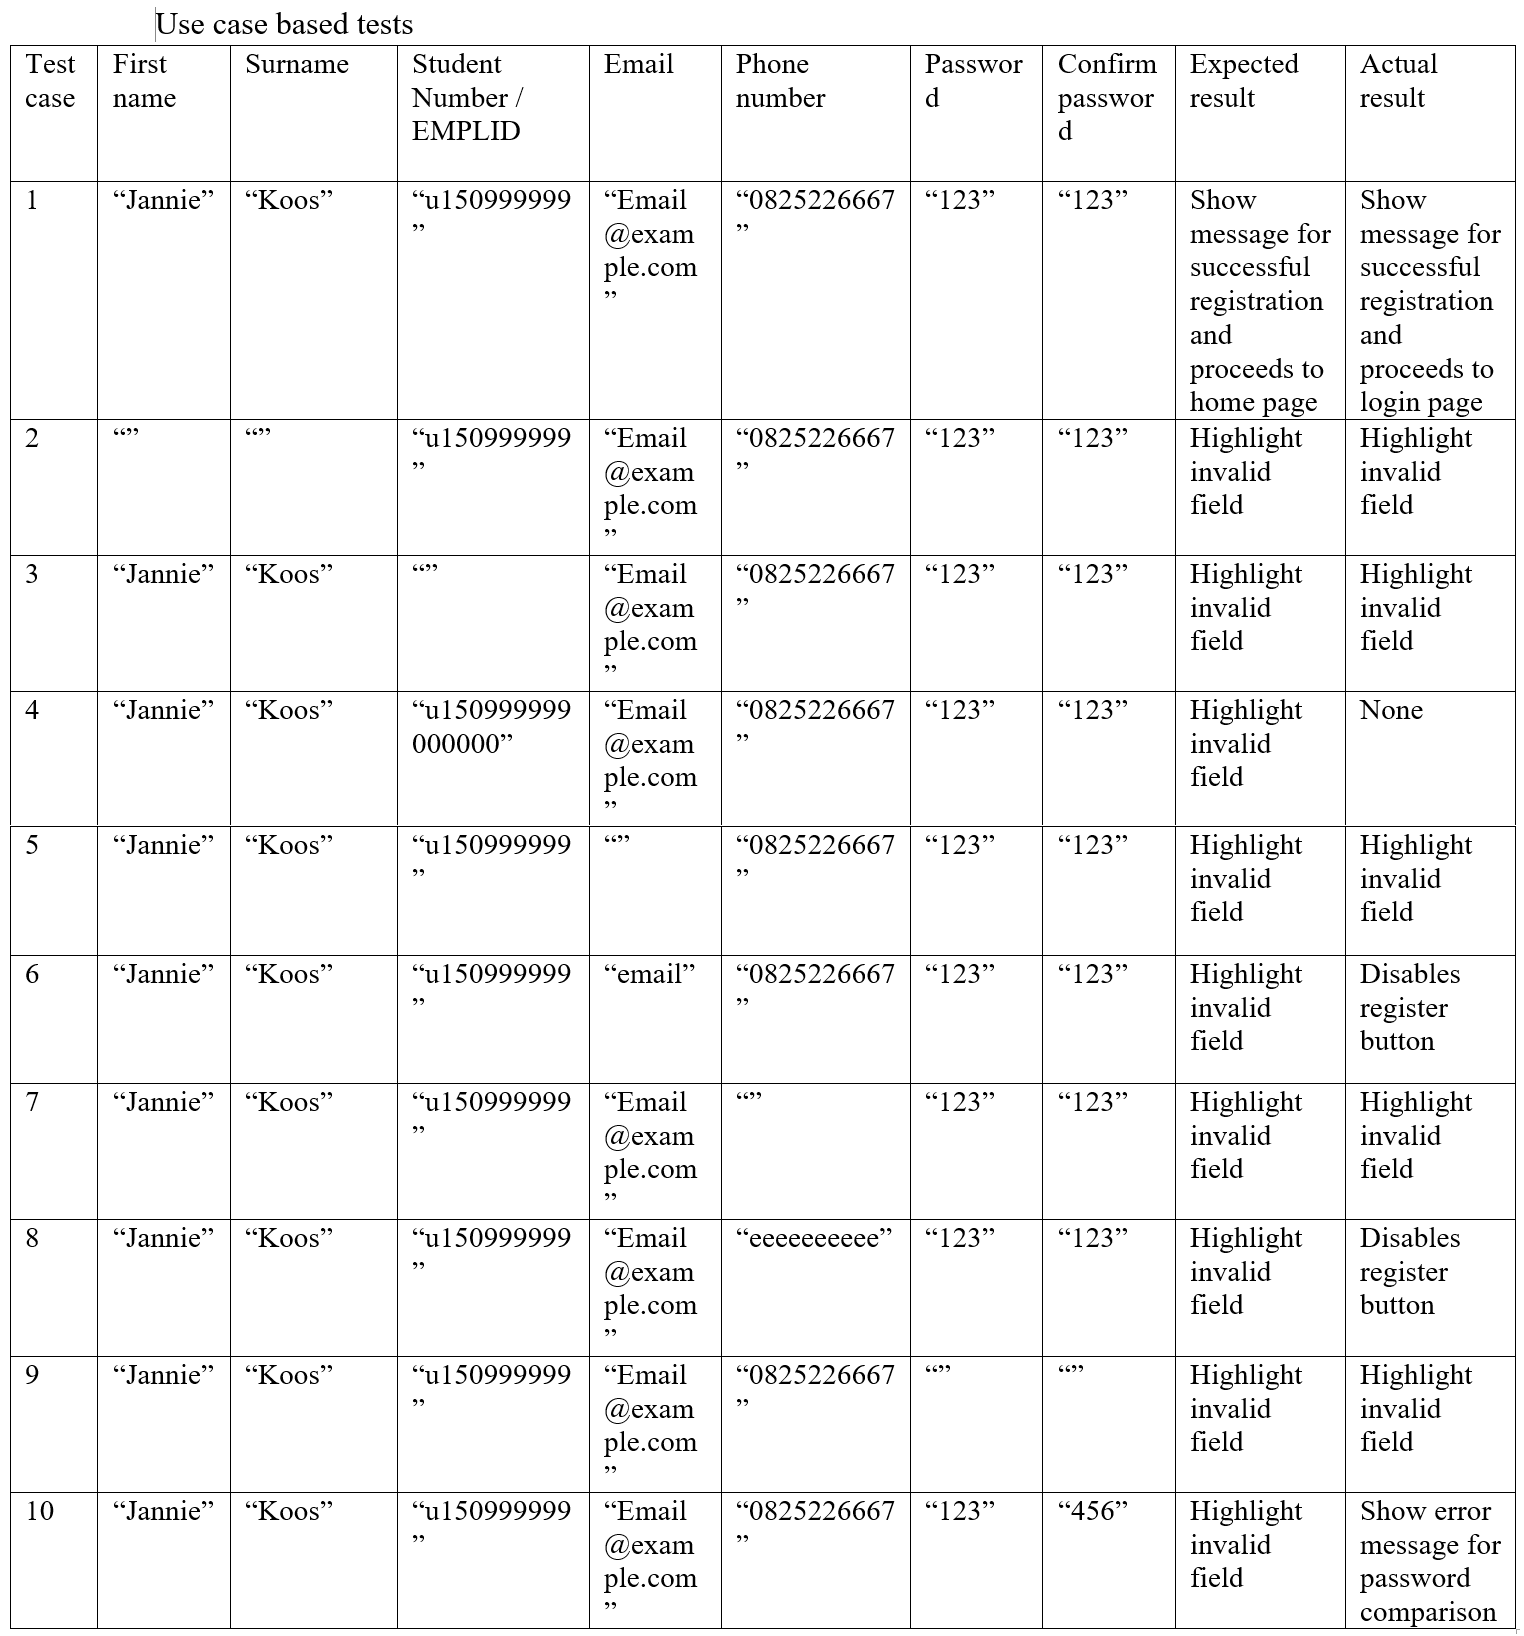 Use case based tests
Test case | First name | Surname | Student Number / EMPLID | Email | Phone number | Password | Confirm password | Expected result | Actual result
1 | “Jannie” | “Koos” | “u150999999” | “Email@example.com” | “0825226667” | “123” | “123” | Show message for successful registration and proceeds to home page | Show message for successful registration and proceeds to login page
2 | “” | “” | “u150999999” | “Email@example.com” | “0825226667” | “123” | “123” | Highlight invalid field | Highlight invalid field
3 | “Jannie” | “Koos” | “” | “Email@example.com” | “0825226667” | “123” | “123” | Highlight invalid field | Highlight invalid field
4 | “Jannie” | “Koos” | “u150999999000000” | “Email@example.com” | “0825226667” | “123” | “123” | Highlight invalid field | None
5 | “Jannie” | “Koos” | “u150999999” | “” | “0825226667” | “123” | “123” | Highlight invalid field | Highlight invalid field
6 | “Jannie” | “Koos” | “u150999999” | “email” | “0825226667” | “123” | “123” | Highlight invalid field | Disables register button
7 | “Jannie” | “Koos” | “u150999999” | “Email@example.com” | “” | “123” | “123” | Highlight invalid field | Highlight invalid field
8 | “Jannie” | “Koos” | “u150999999” | “Email@example.com” | “eeeeeeeeee” | “123” | “123” | Highlight invalid field | Disables register button
9 | “Jannie” | “Koos” | “u150999999” | “Email@example.com” | “0825226667” | “” | “” | Highlight invalid field | Highlight invalid field
10 | “Jannie” | “Koos” | “u150999999” | “Email@example.com” | “0825226667” | “123” | “456” | Highlight invalid field | Show error message for password comparison